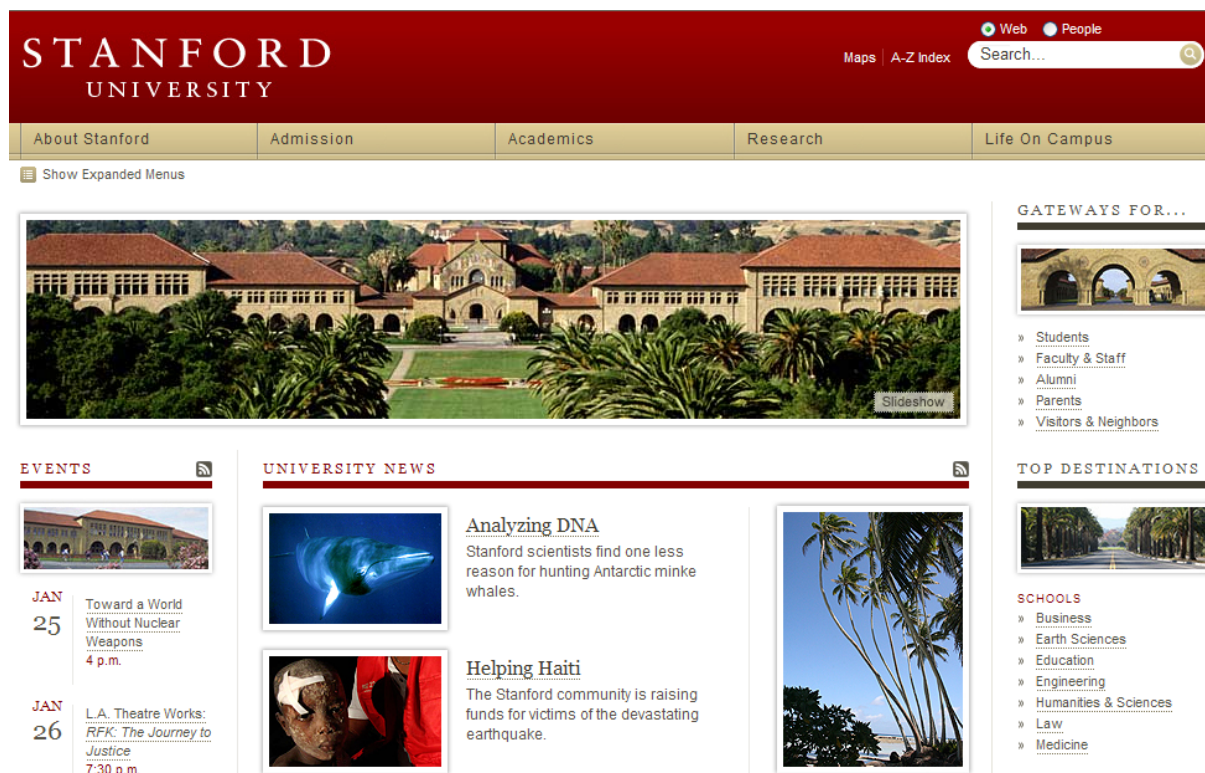 STANFORD
UNIVERSITY
Web People
Maps A-Z Index
Search...
About Stanford
Admission
Academics
Research
Life On Campus
Show Expanded Menus
Slideshow
GATEWAYS FOR...
» Students
» Faculty & Staff
» Alumni
» Parents
» Visitors & Neighbors
EVENTS
JAN
25
Toward a World
Without Nuclear
Weapons
4 p.m.
JAN
26
L.A. Theatre Works:
RFK: The Journey to
Justice
7:30 p.m.
UNIVERSITY NEWS
Analyzing DNA
Stanford scientists find one less
reason for hunting Antarctic minke
whales.
Helping Haiti
The Stanford community is raising
funds for victims of the devastating
earthquake.
TOP DESTINATIONS
SCHOOLS
» Business
» Earth Sciences
» Education
» Engineering
» Humanities & Sciences
» Law
» Medicine